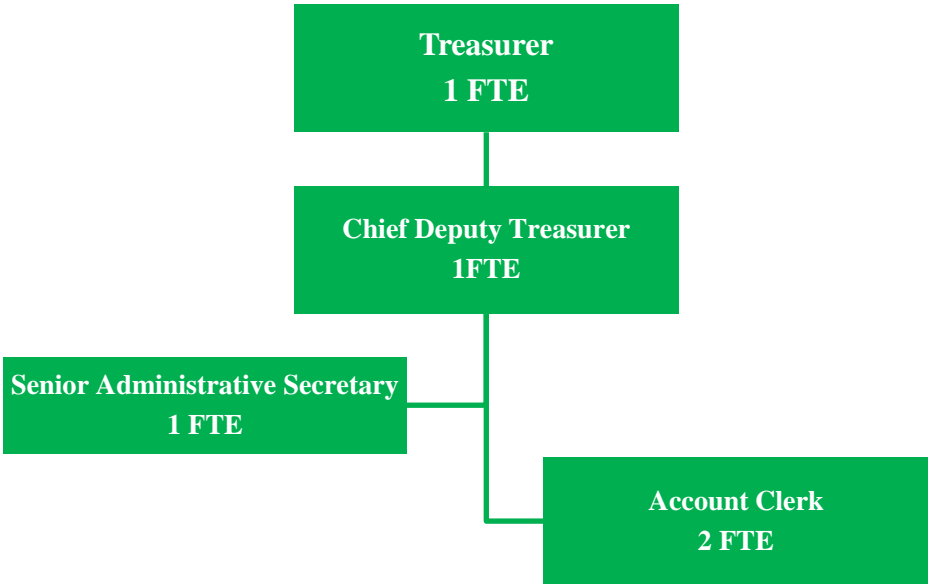 Treasurer
1 FTE
Chief Deputy Treasurer
1FTE
Senior Administrative Secretary
1 FTE
Account Clerk
2 FTE